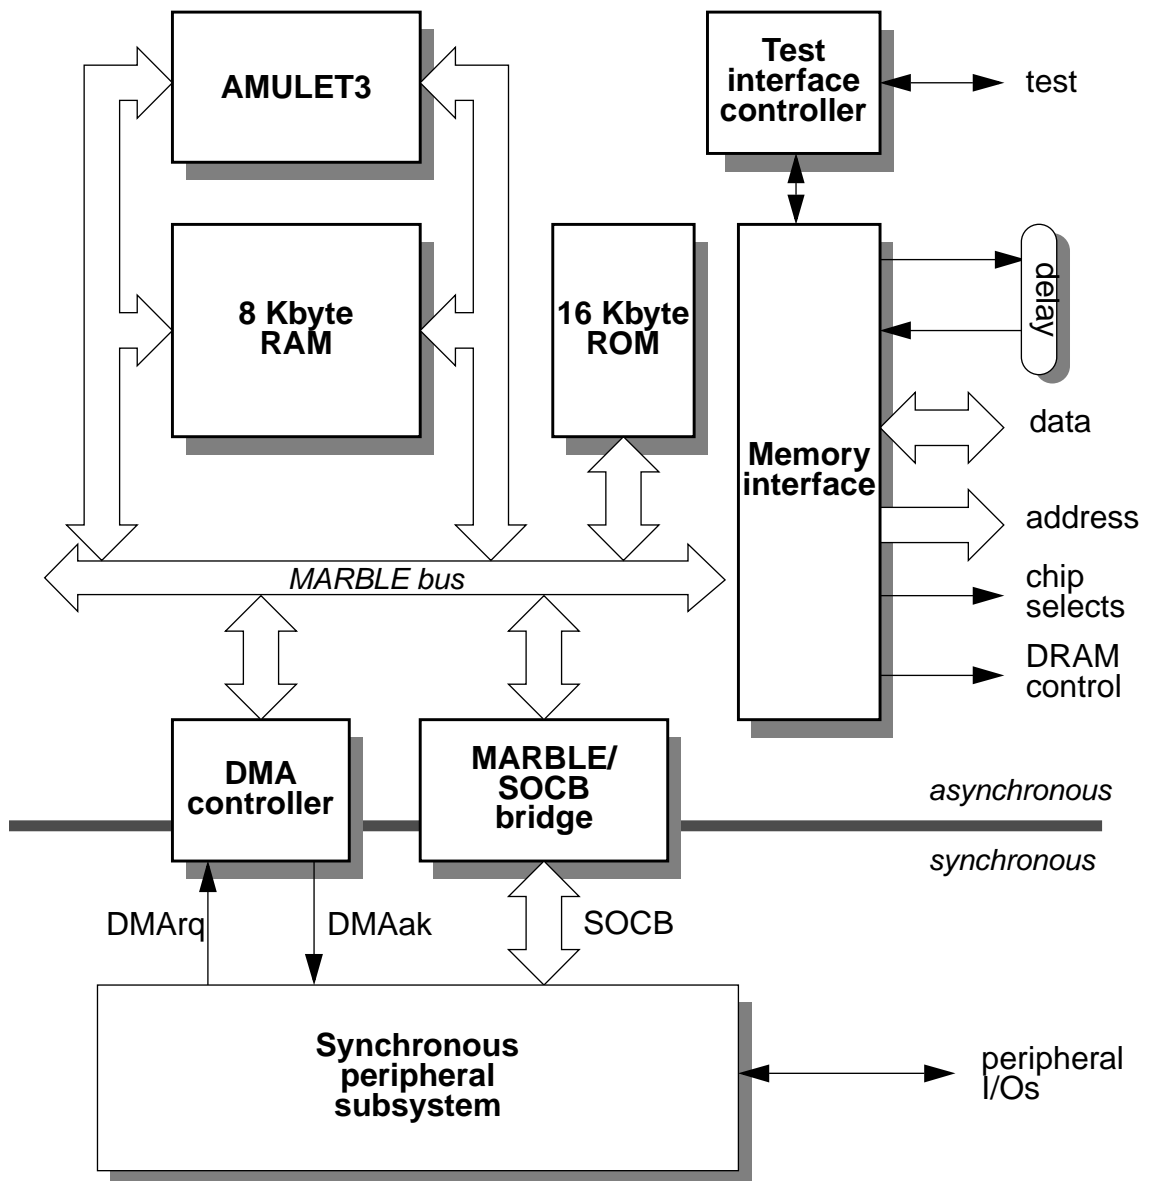 AMULET3
Test
interface
controller
test
8 Kbyte
RAM
16 Kbyte
ROM
delay
Memory
interface
data
address
chip
selects
DRAM
control
MARBLE bus
DMA
controller
MARBLE/
SOCB
bridge
asynchronous
synchronous
DMArq
DMAak
SOCB
Synchronous
peripheral
subsystem
peripheral
I/Os